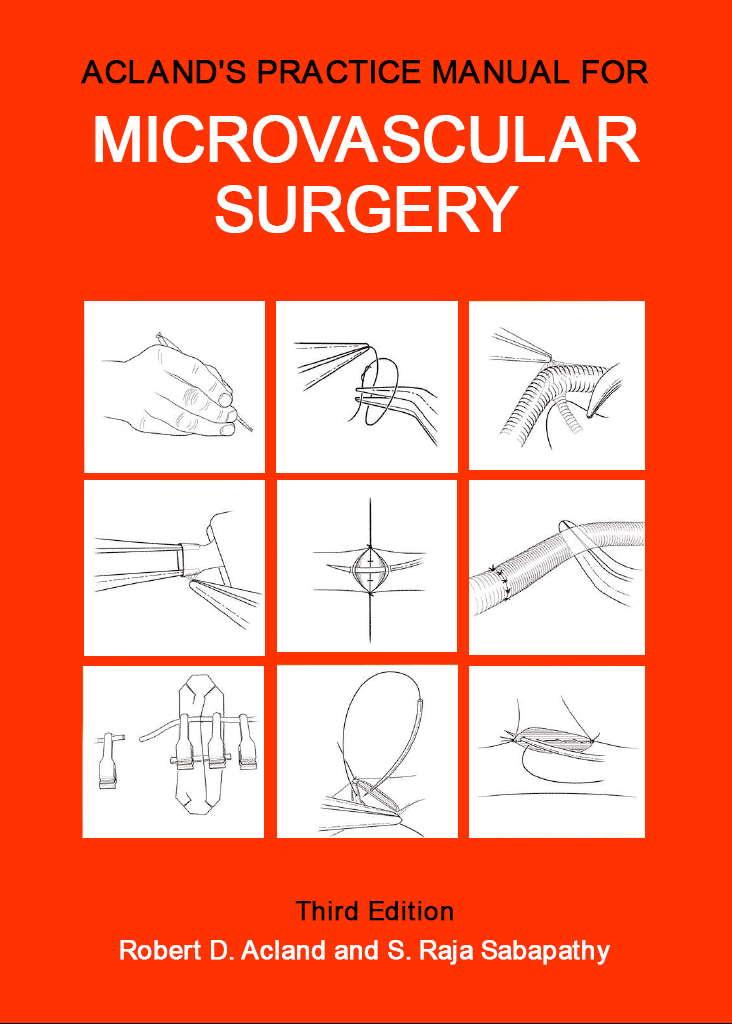 ACLAND'S PRACTICE MANUAL FOR
MICROVASCULAR
SURGERY
Third Edition
Robert D. Acland and S. Raja Sabapathy